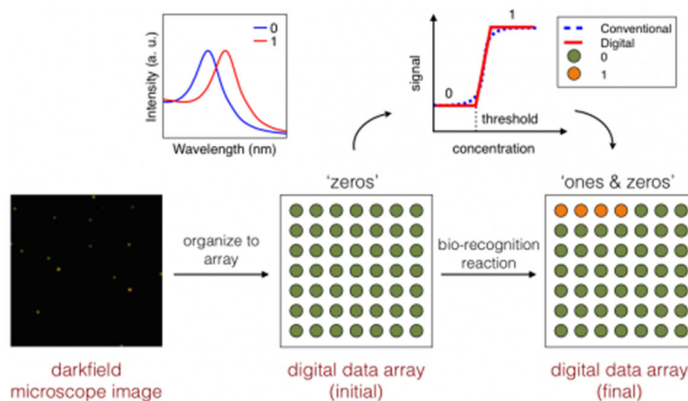 0
1
Intensity (a. u.)
Wavelength (nm)
1
0
signal
threshold
concentration
Conventional
Digital
0
1
'zeros'
'ones & zeros'
organize to
array
bio-recognition
reaction
darkfield
microscope image
digital data array
(initial)
digital data array
(final)